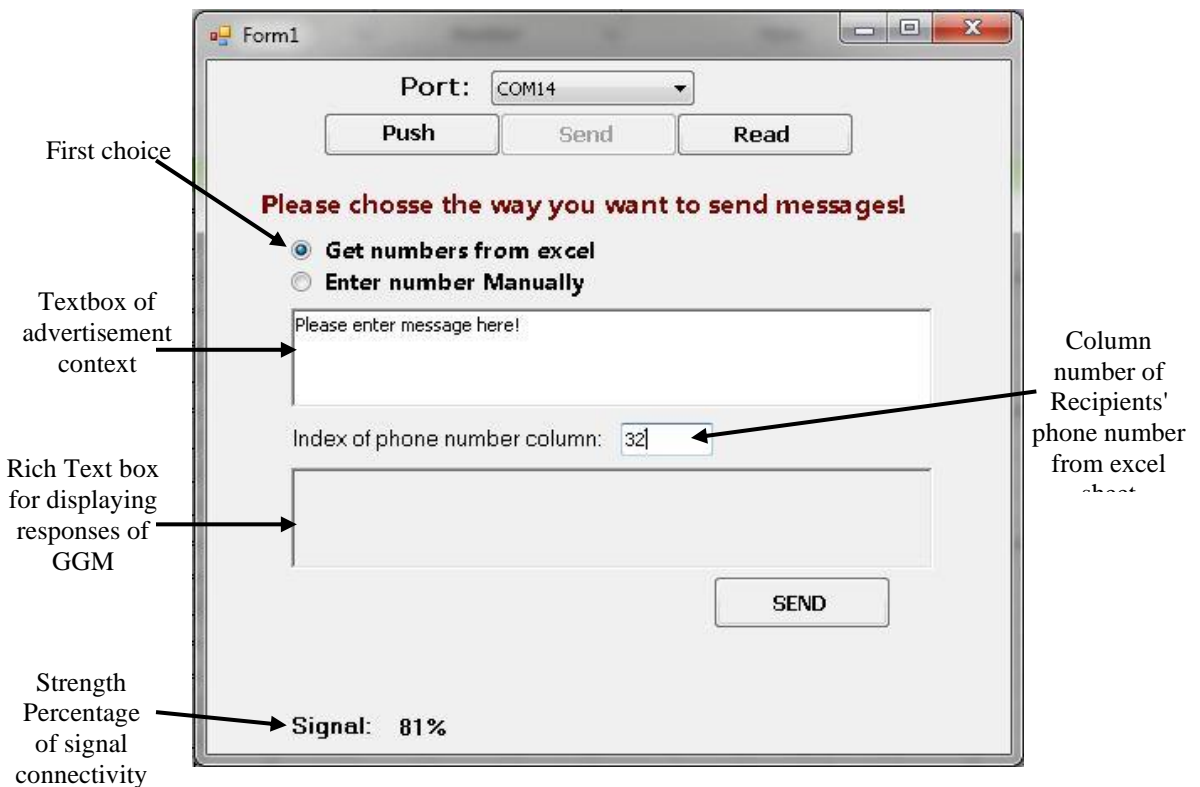 Form1
Port: COM14
Push Send Read
First choice
Please chosse the way you want to send messages!
Get numbers from excel
Enter number Manually
Textbox of
advertisement
context
Please enter message here!
Column
number of
Recipients'
phone number
from excel
sheet
Index of phone number column: 32
Rich Text box
for displaying
responses of
GGM
SEND
Strength
Percentage
of signal
connectivity
Signal: 81%